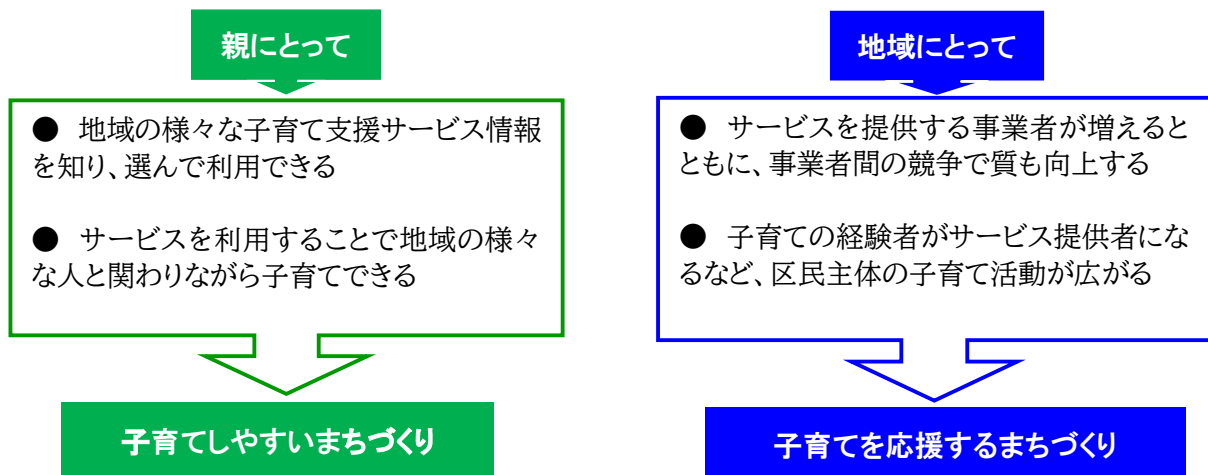 親にとって
● 地域の様々な子育て支援サービス情報
を知り、選んで利用できる
● サービスを利用することで地域の様々
な人と関わりながら子育てできる
子育てしやすいまちづくり
地域にとって
● サービスを提供する事業者が増えると
ともに、事業者間の競争で質も向上する
● 子育ての経験者がサービス提供者にな
るなど、区民主体の子育て活動が広がる
子育てを応援するまちづくり